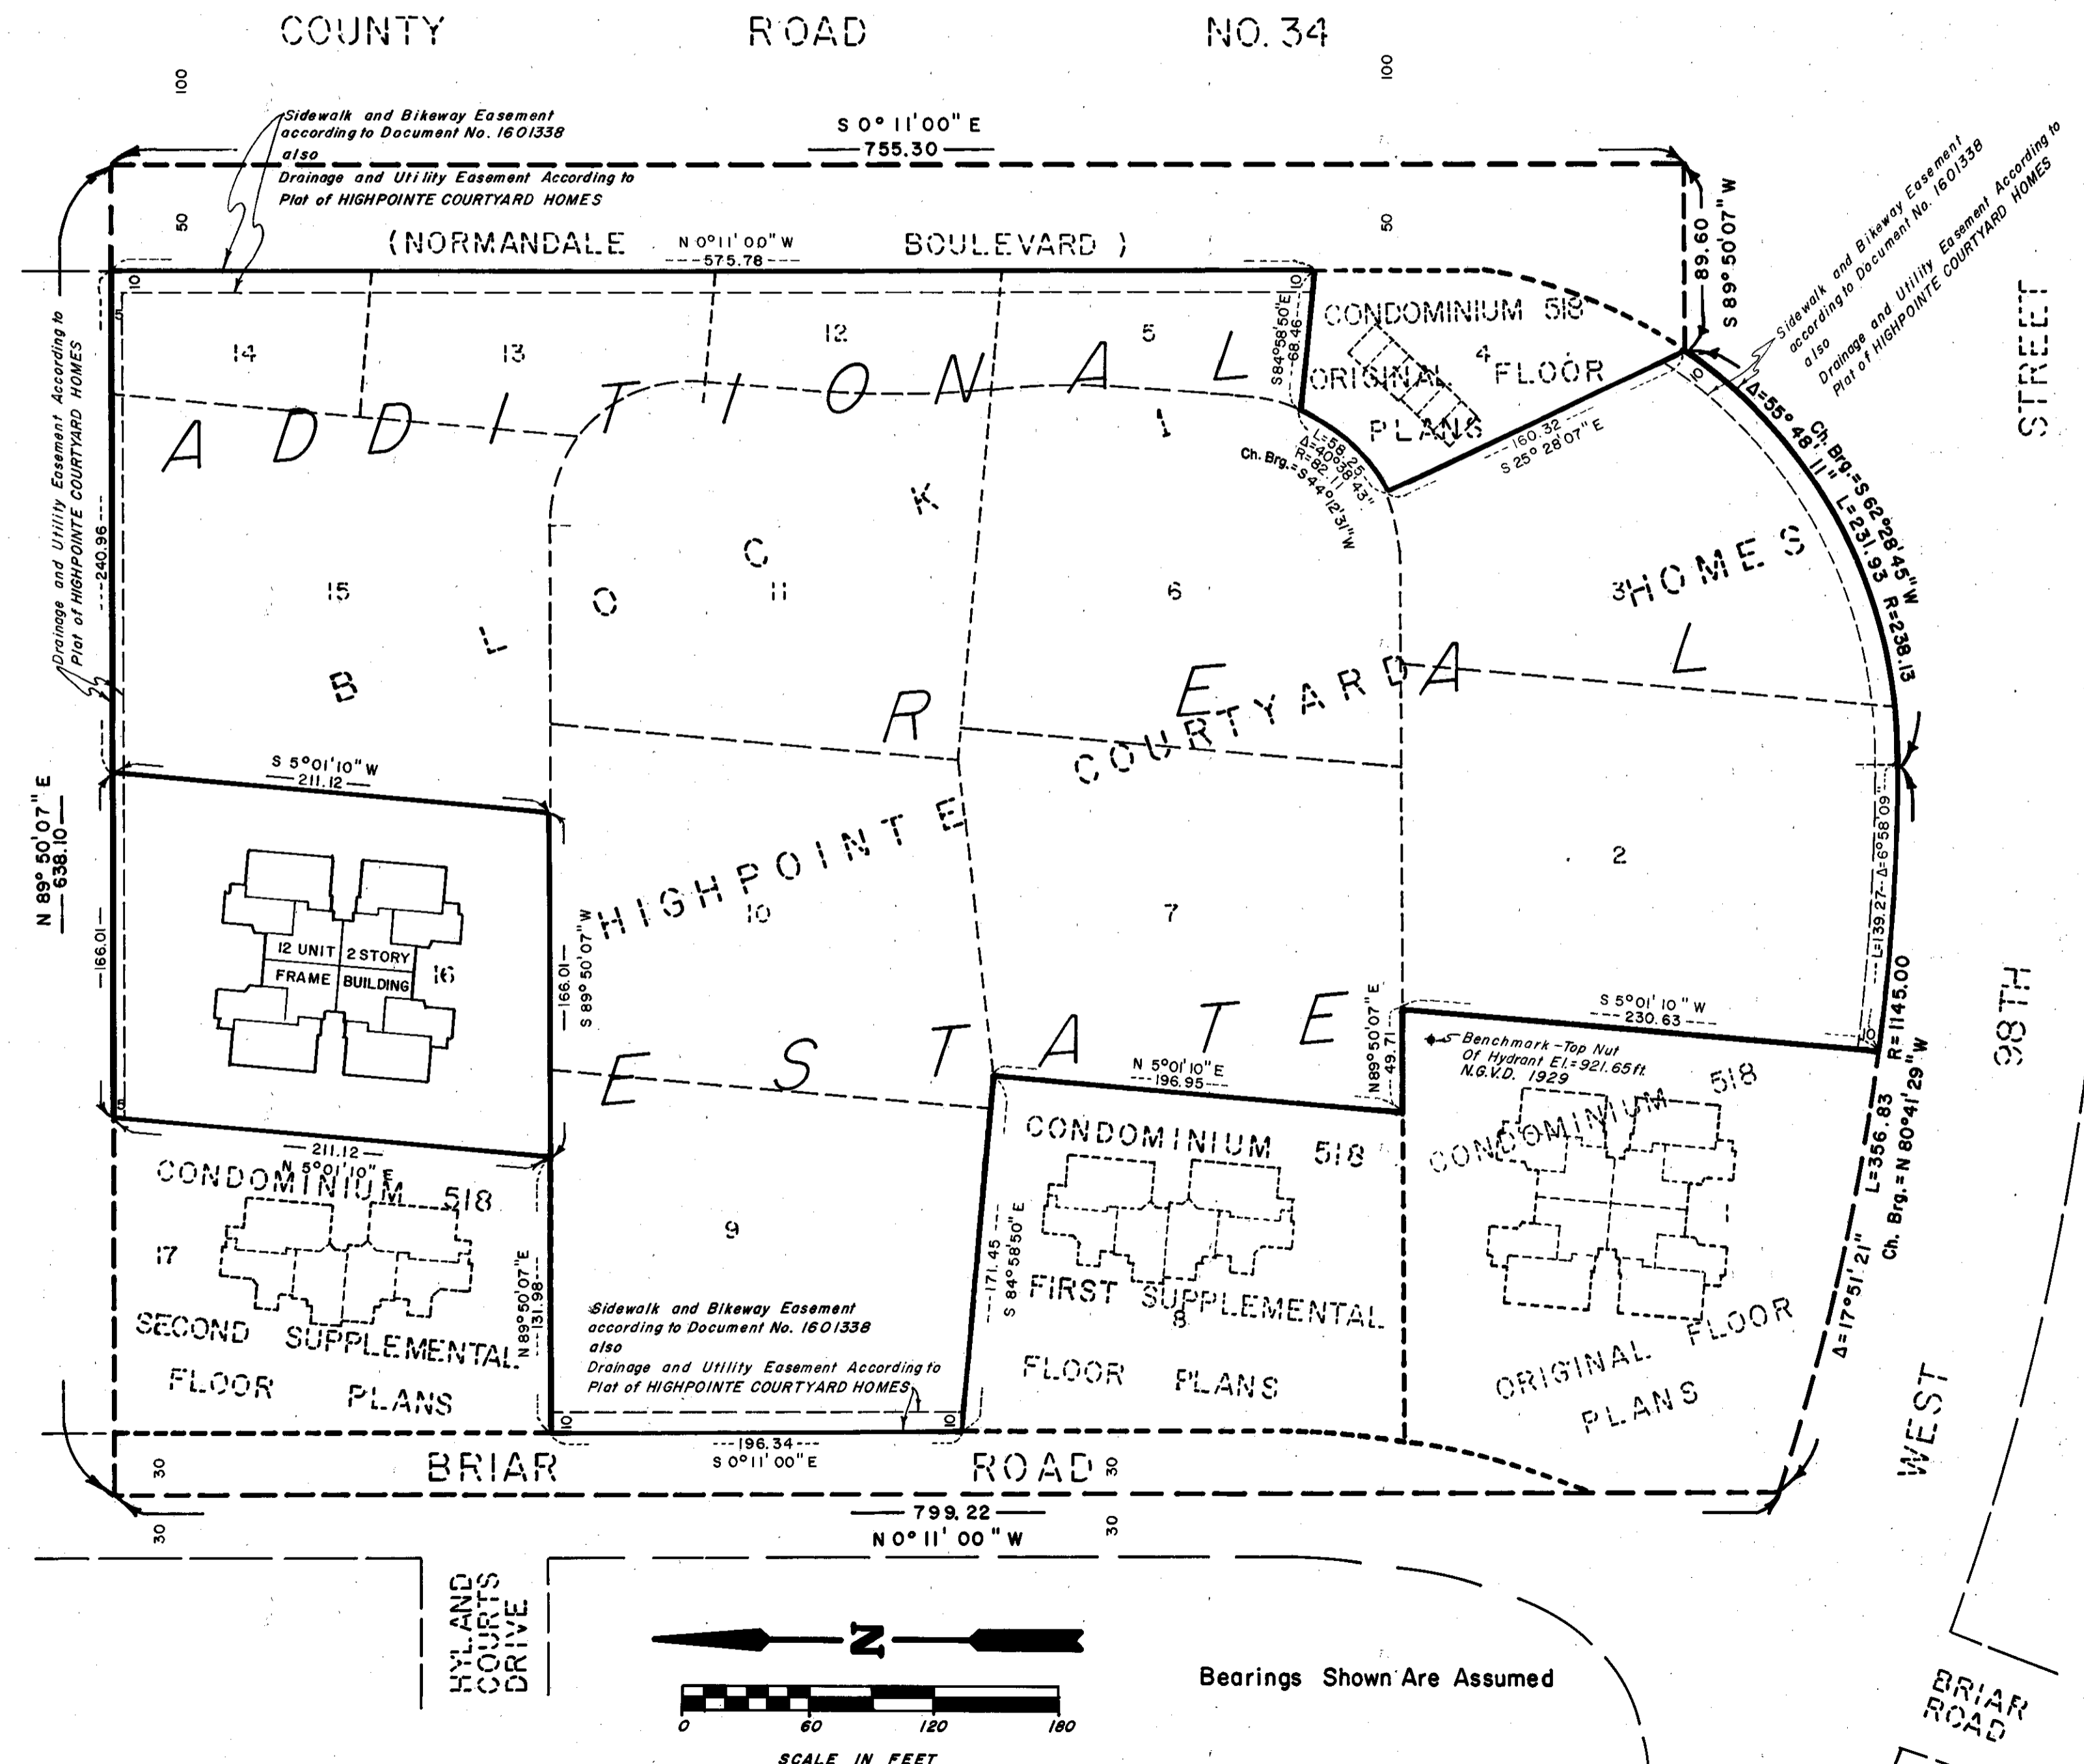 COUNTY ROAD NO. 34
100
100
Sidewalk and Bikeway Easement
according to Document No. 1601338
also
Drainage and Utility Easement According to
Plat of HIGHPOINTE COURTYARD HOMES
S 0° 11'00" E
755.30
50
50
(NORMANDALE BOULEVARD)
N 0°11'00" W
575.78
89.60
S 89°50'07" W
Sidewalk and Bikeway Easement
according to Document No. 1601338
also
Drainage and Utility Easement According to
Plat of HIGHPOINTE COURTYARD HOMES
STREET
10
5
10
10
14
13
12
5
S84°58'50"E
68.46
CONDOMINIUM 518
4
ORIGINAL FLOOR
PLANS
160.32
S 25° 28'07" E
L=58.25
Δ=40°38'43"
R=82.11
Ch. Brg.=S44°12'31"W
Δ=55°48'11" L=231.93 R=238.13
Ch. Brg.=S 62°28'45"W
ADDITIONAL
1
Drainage and Utility Easement According to
Plat of HIGHPOINTE COURTYARD HOMES
240.96
BLOCK
15
11
6
3
REAL
HIGHPOINTE COURTYARD HOMES
S 5°01'10" W
211.12
N 89°50'07" E
638.10
166.01
12 UNIT 2 STORY
FRAME BUILDING
16
166.01
S 89°50'07"W
10
7
2
L=139.27 Δ=6°58'09"
R=1145.00
ESTATE
N89°50'07"E
49.71
S 5°01'10" W
230.63
10
Benchmark-Top Nut
Of Hydrant El.=921.65ft.
N.G.V.D. 1929
N 5°01'10"E
196.95
5
211.12
N 5°01'10" E
CONDOMINIUM 518
17
SECOND SUPPLEMENTAL
FLOOR PLANS
N89°50'07"E
131.98
9
171.45
S 84°58'50" E
CONDOMINIUM 518
FIRST SUPPLEMENTAL
8
FLOOR PLANS
CONDOMINIUM 518
ORIGINAL FLOOR
PLANS
Δ=17°51'21" L=356.83
Ch. Brg.=N 80°41'29"W
98TH
WEST
Sidewalk and Bikeway Easement
according to Document No. 1601338
also
Drainage and Utility Easement According to
Plat of HIGHPOINTE COURTYARD HOMES
10
10
196.34
S 0°11'00"E
30
BRIAR ROAD
30
799.22
N 0° 11' 00" W
30
30
HYLAND
COURTS
DRIVE
N
0 60 120 180
SCALE IN FEET
Bearings Shown Are Assumed
BRIAR
ROAD